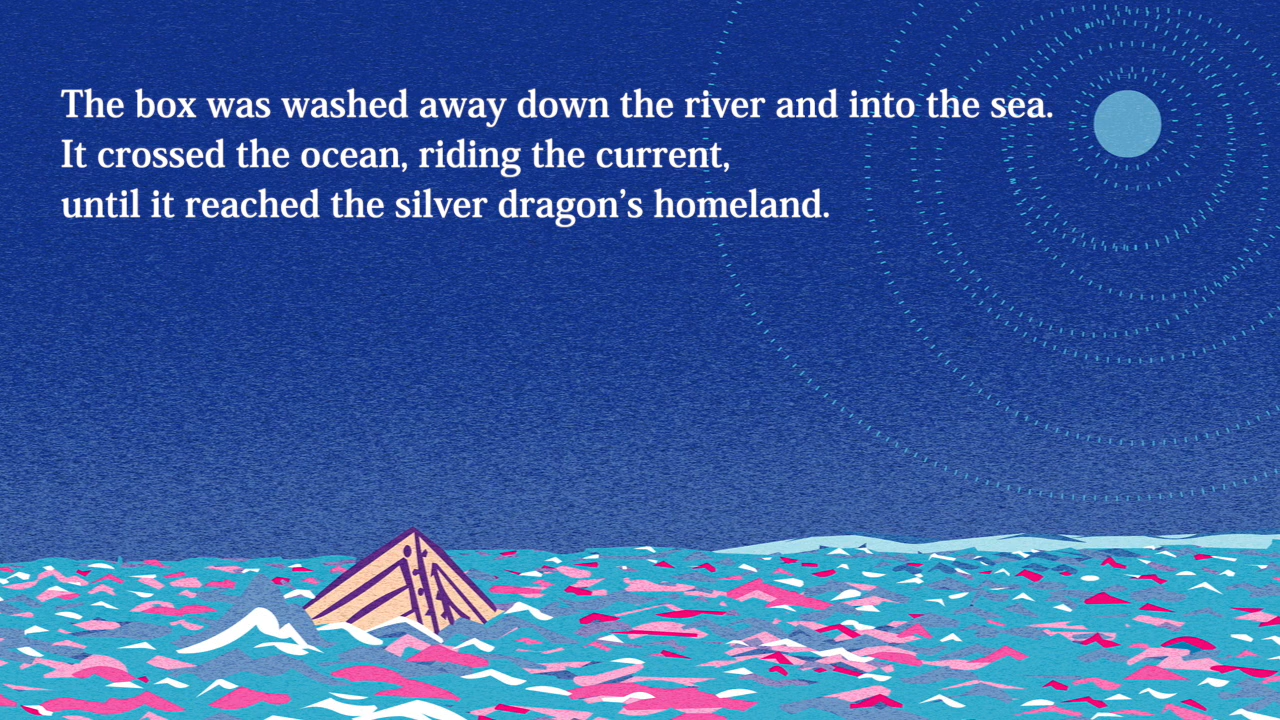 The box was washed away down the river and into the sea.
It crossed the ocean, riding the current,
until it reached the silver dragon’s homeland.